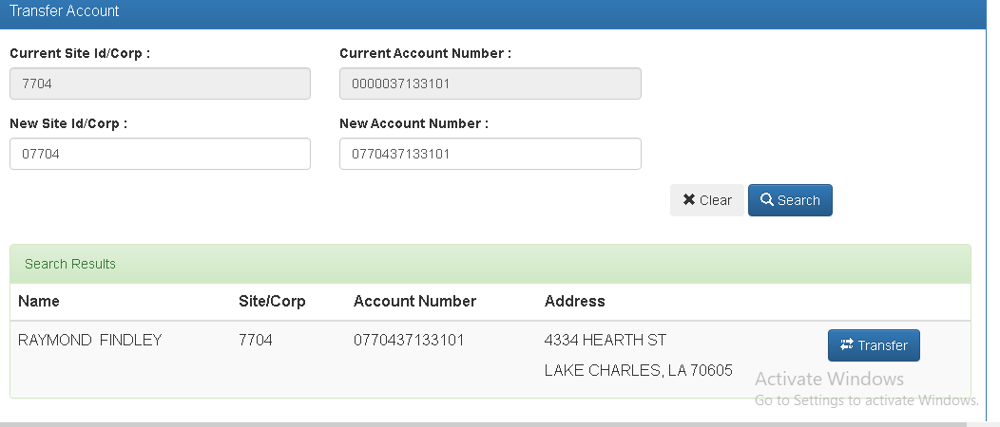 Transfer Account
Current Site Id/Corp : Current Account Number :
7704 0000037133101
New Site Id/Corp : New Account Number :
07704 0770437133101
Clear Search
Search Results
Name Site/Corp Account Number Address
RAYMOND FINDLEY 7704 0770437133101 4334 HEARTH ST Transfer
LAKE CHARLES, LA 70605
Activate Windows
Go to Settings to activate Windows.